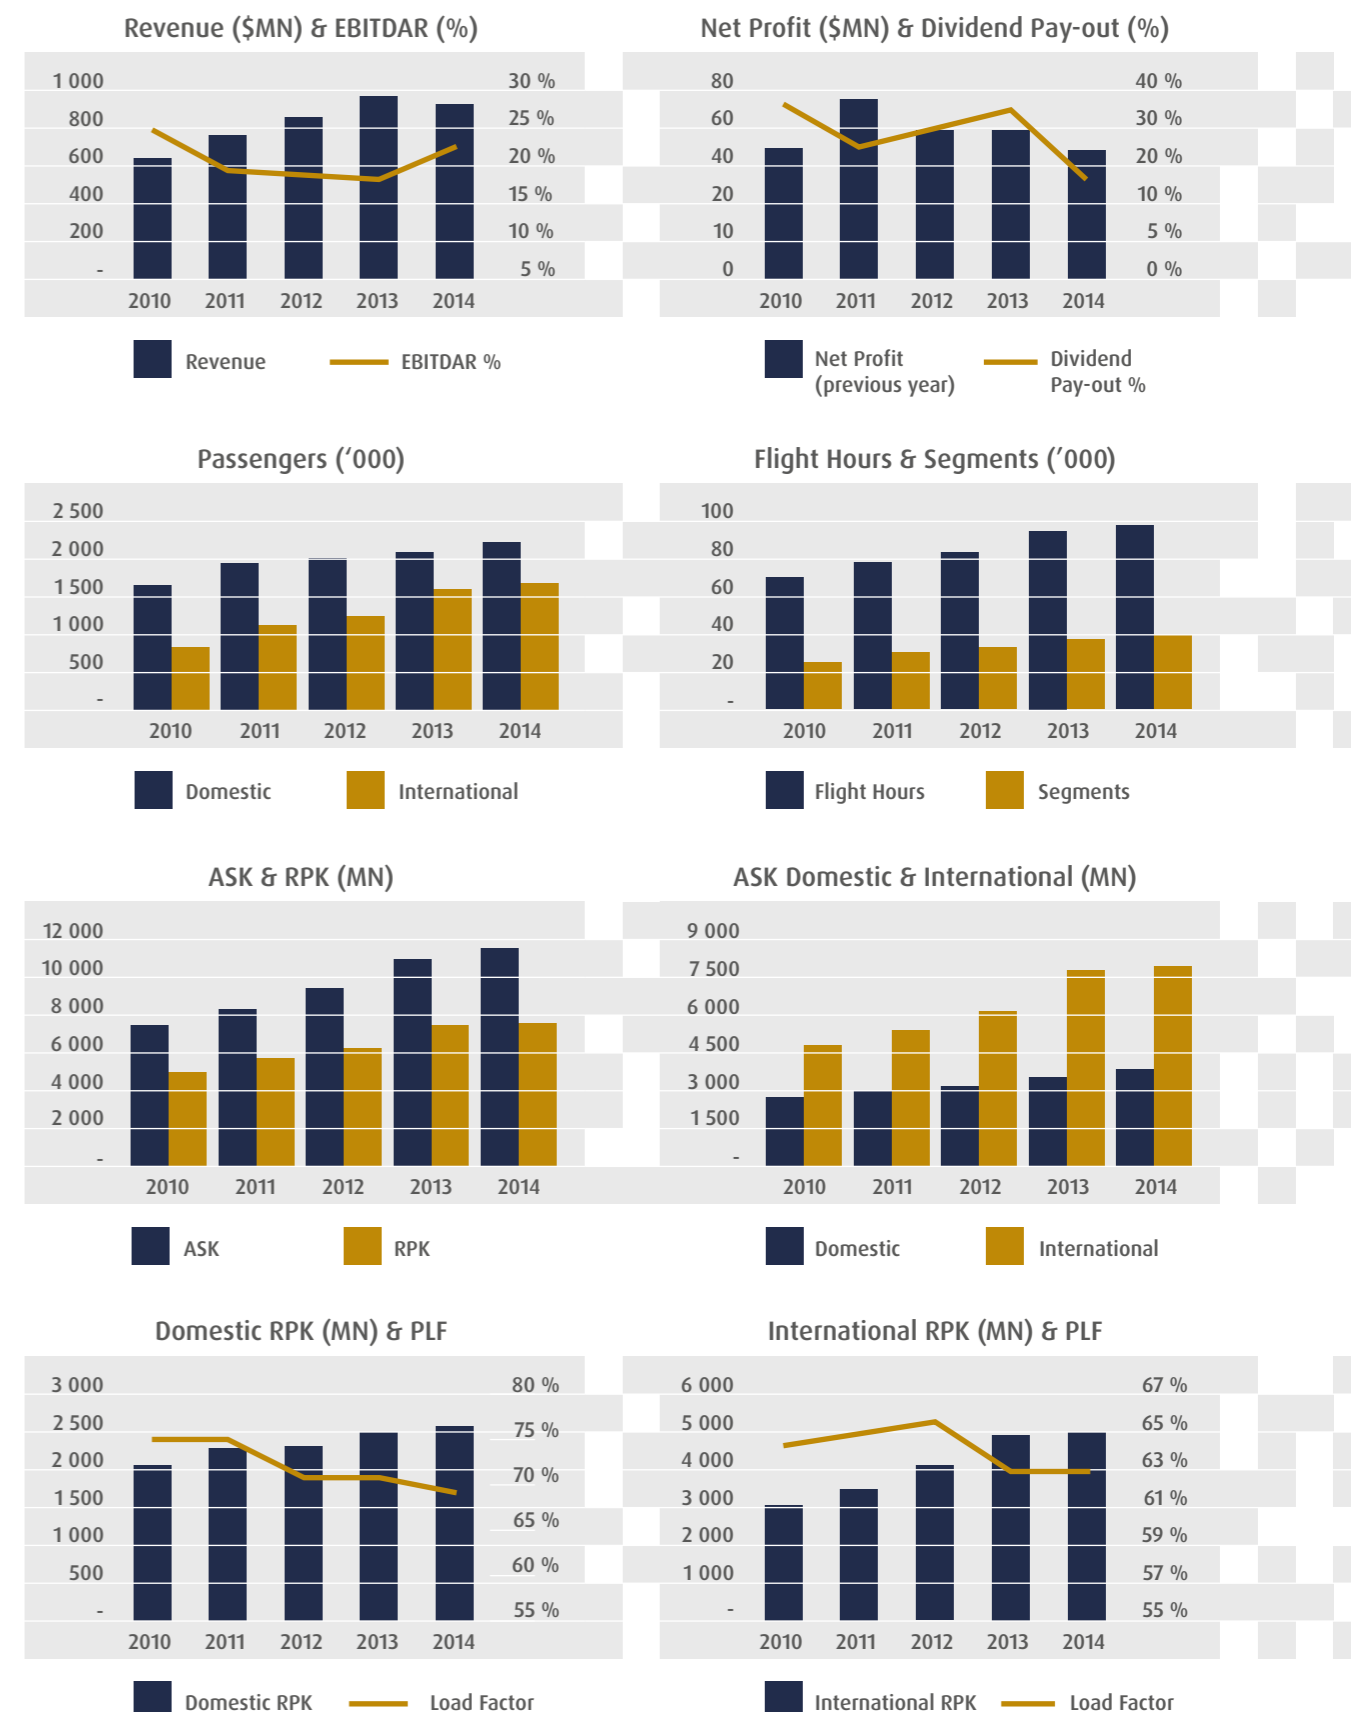 Revenue ($MN) & EBITDAR (%)
1 000
800
600
400
200
-
30 %
25 %
20 %
15 %
10 %
5 %
2010 2011 2012 2013 2014
Revenue EBITDAR %
Net Profit ($MN) & Dividend Pay-out (%)
80
60
40
20
10
0
40 %
30 %
20 %
10 %
5 %
0 %
2010 2011 2012 2013 2014
Net Profit
(previous year)
Dividend
Pay-out %
Passengers (‘000)
2 500
2 000
1 500
1 000
500
-
2010 2011 2012 2013 2014
Domestic International
Flight Hours & Segments (’000)
100
80
60
40
20
-
2010 2011 2012 2013 2014
Flight Hours Segments
ASK & RPK (MN)
12 000
10 000
8 000
6 000
4 000
2 000
-
2010 2011 2012 2013 2014
ASK RPK
ASK Domestic & International (MN)
9 000
7 500
6 000
4 500
3 000
1 500
-
2010 2011 2012 2013 2014
Domestic International
Domestic RPK (MN) & PLF
3 000
2 500
2 000
1 500
1 000
500
-
80 %
75 %
70 %
65 %
60 %
55 %
2010 2011 2012 2013 2014
Domestic RPK Load Factor
International RPK (MN) & PLF
6 000
5 000
4 000
3 000
2 000
1 000
-
67 %
65 %
63 %
61 %
59 %
57 %
55 %
2010 2011 2012 2013 2014
International RPK Load Factor